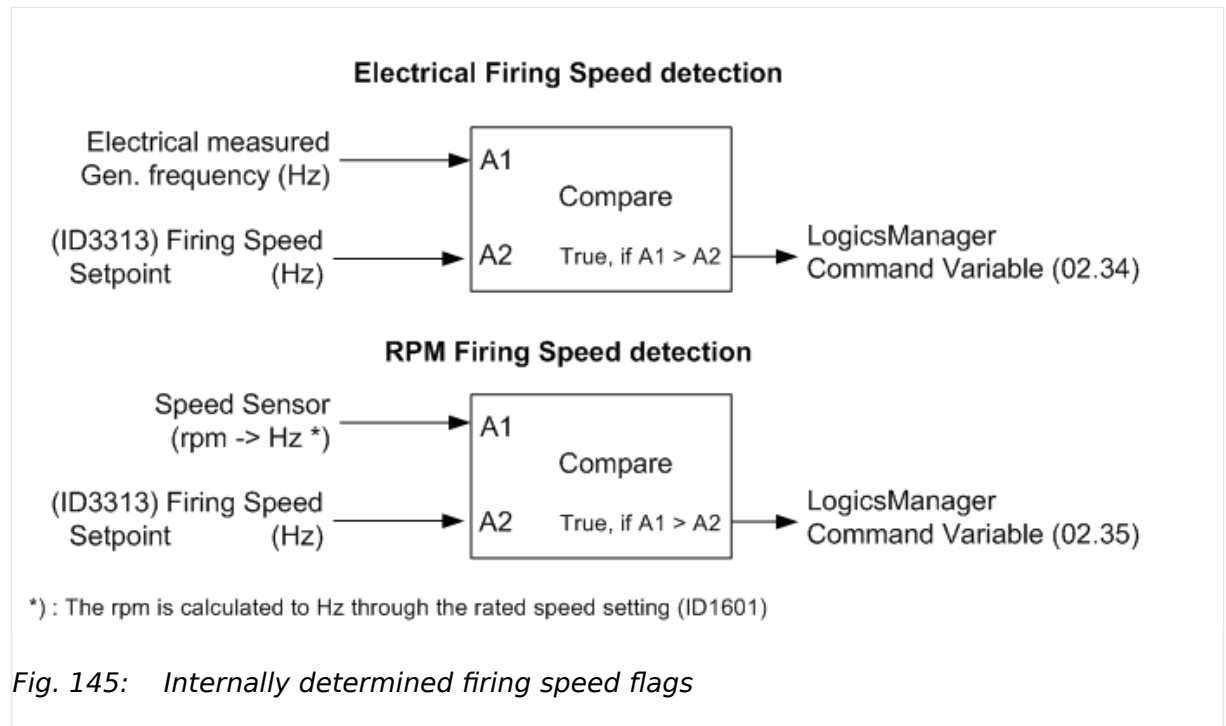 Electrical Firing Speed detection
Electrical measured
Gen. frequency (Hz)
A1
Compare
(ID3313) Firing Speed
Setpoint (Hz)
A2 True, if A1 > A2
LogicsManager
Command Variable (02.34)
RPM Firing Speed detection
Speed Sensor
(rpm -> Hz *)
A1
Compare
(ID3313) Firing Speed
Setpoint (Hz)
A2 True, if A1 > A2
LogicsManager
Command Variable (02.35)
*) : The rpm is calculated to Hz through the rated speed setting (ID1601)
Fig. 145: Internally determined firing speed flags